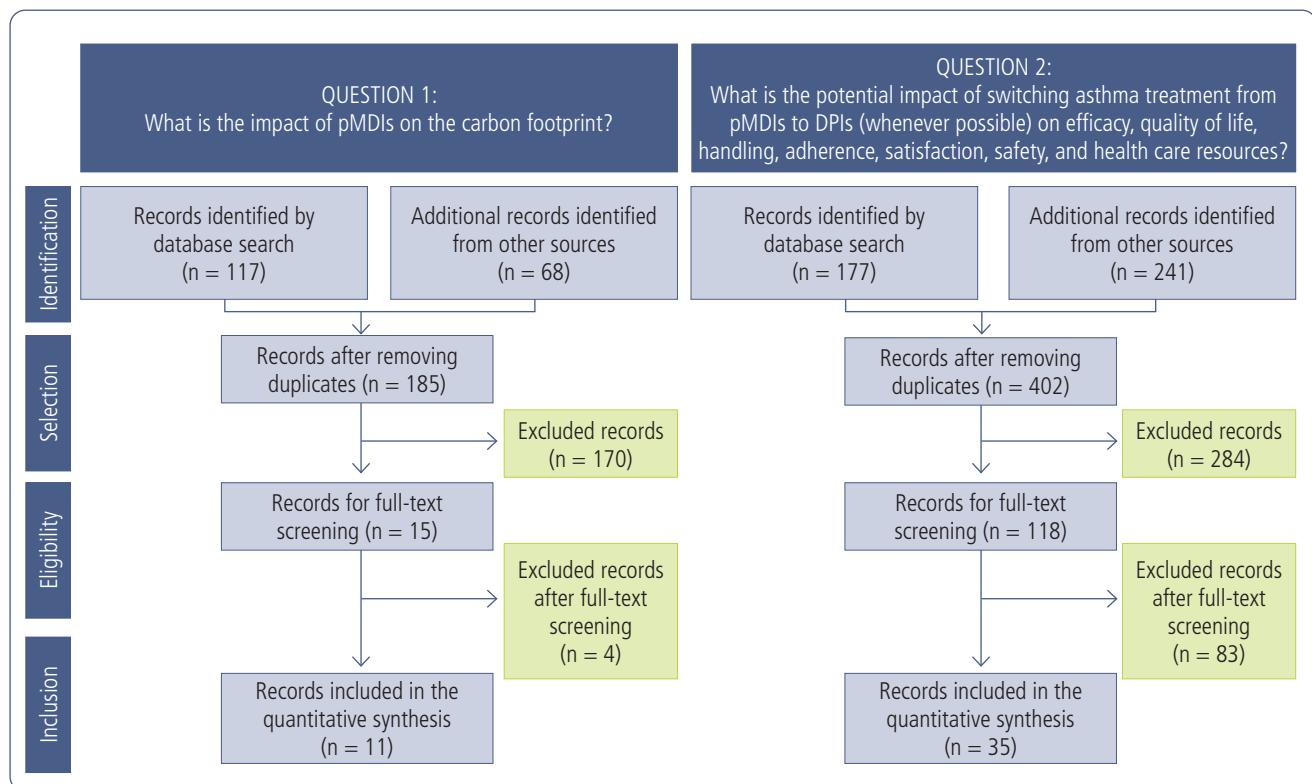 QUESTION 1:
What is the impact of pMDIs on the carbon footprint?
QUESTION 2:
What is the potential impact of switching asthma treatment from
pMDIs to DPIs (whenever possible) on efficacy, quality of life,
handling, adherence, satisfaction, safety, and health care resources?
Identification
Records identified by
database search
(n = 117)
Additional records identified
from other sources
(n = 68)
Records identified by
database search
(n = 177)
Additional records identified
from other sources
(n = 241)
Selection
Records after removing
duplicates (n = 185)
Records after removing
duplicates (n = 402)
Excluded records
(n = 170)
Excluded records
(n = 284)
Eligibility
Records for full-text
screening (n = 15)
Records for full-text
screening (n = 118)
Excluded records
after full-text
screening
(n = 4)
Excluded records
after full-text
screening
(n = 83)
Inclusion
Records included in the
quantitative synthesis
(n = 11)
Records included in the
quantitative synthesis
(n = 35)